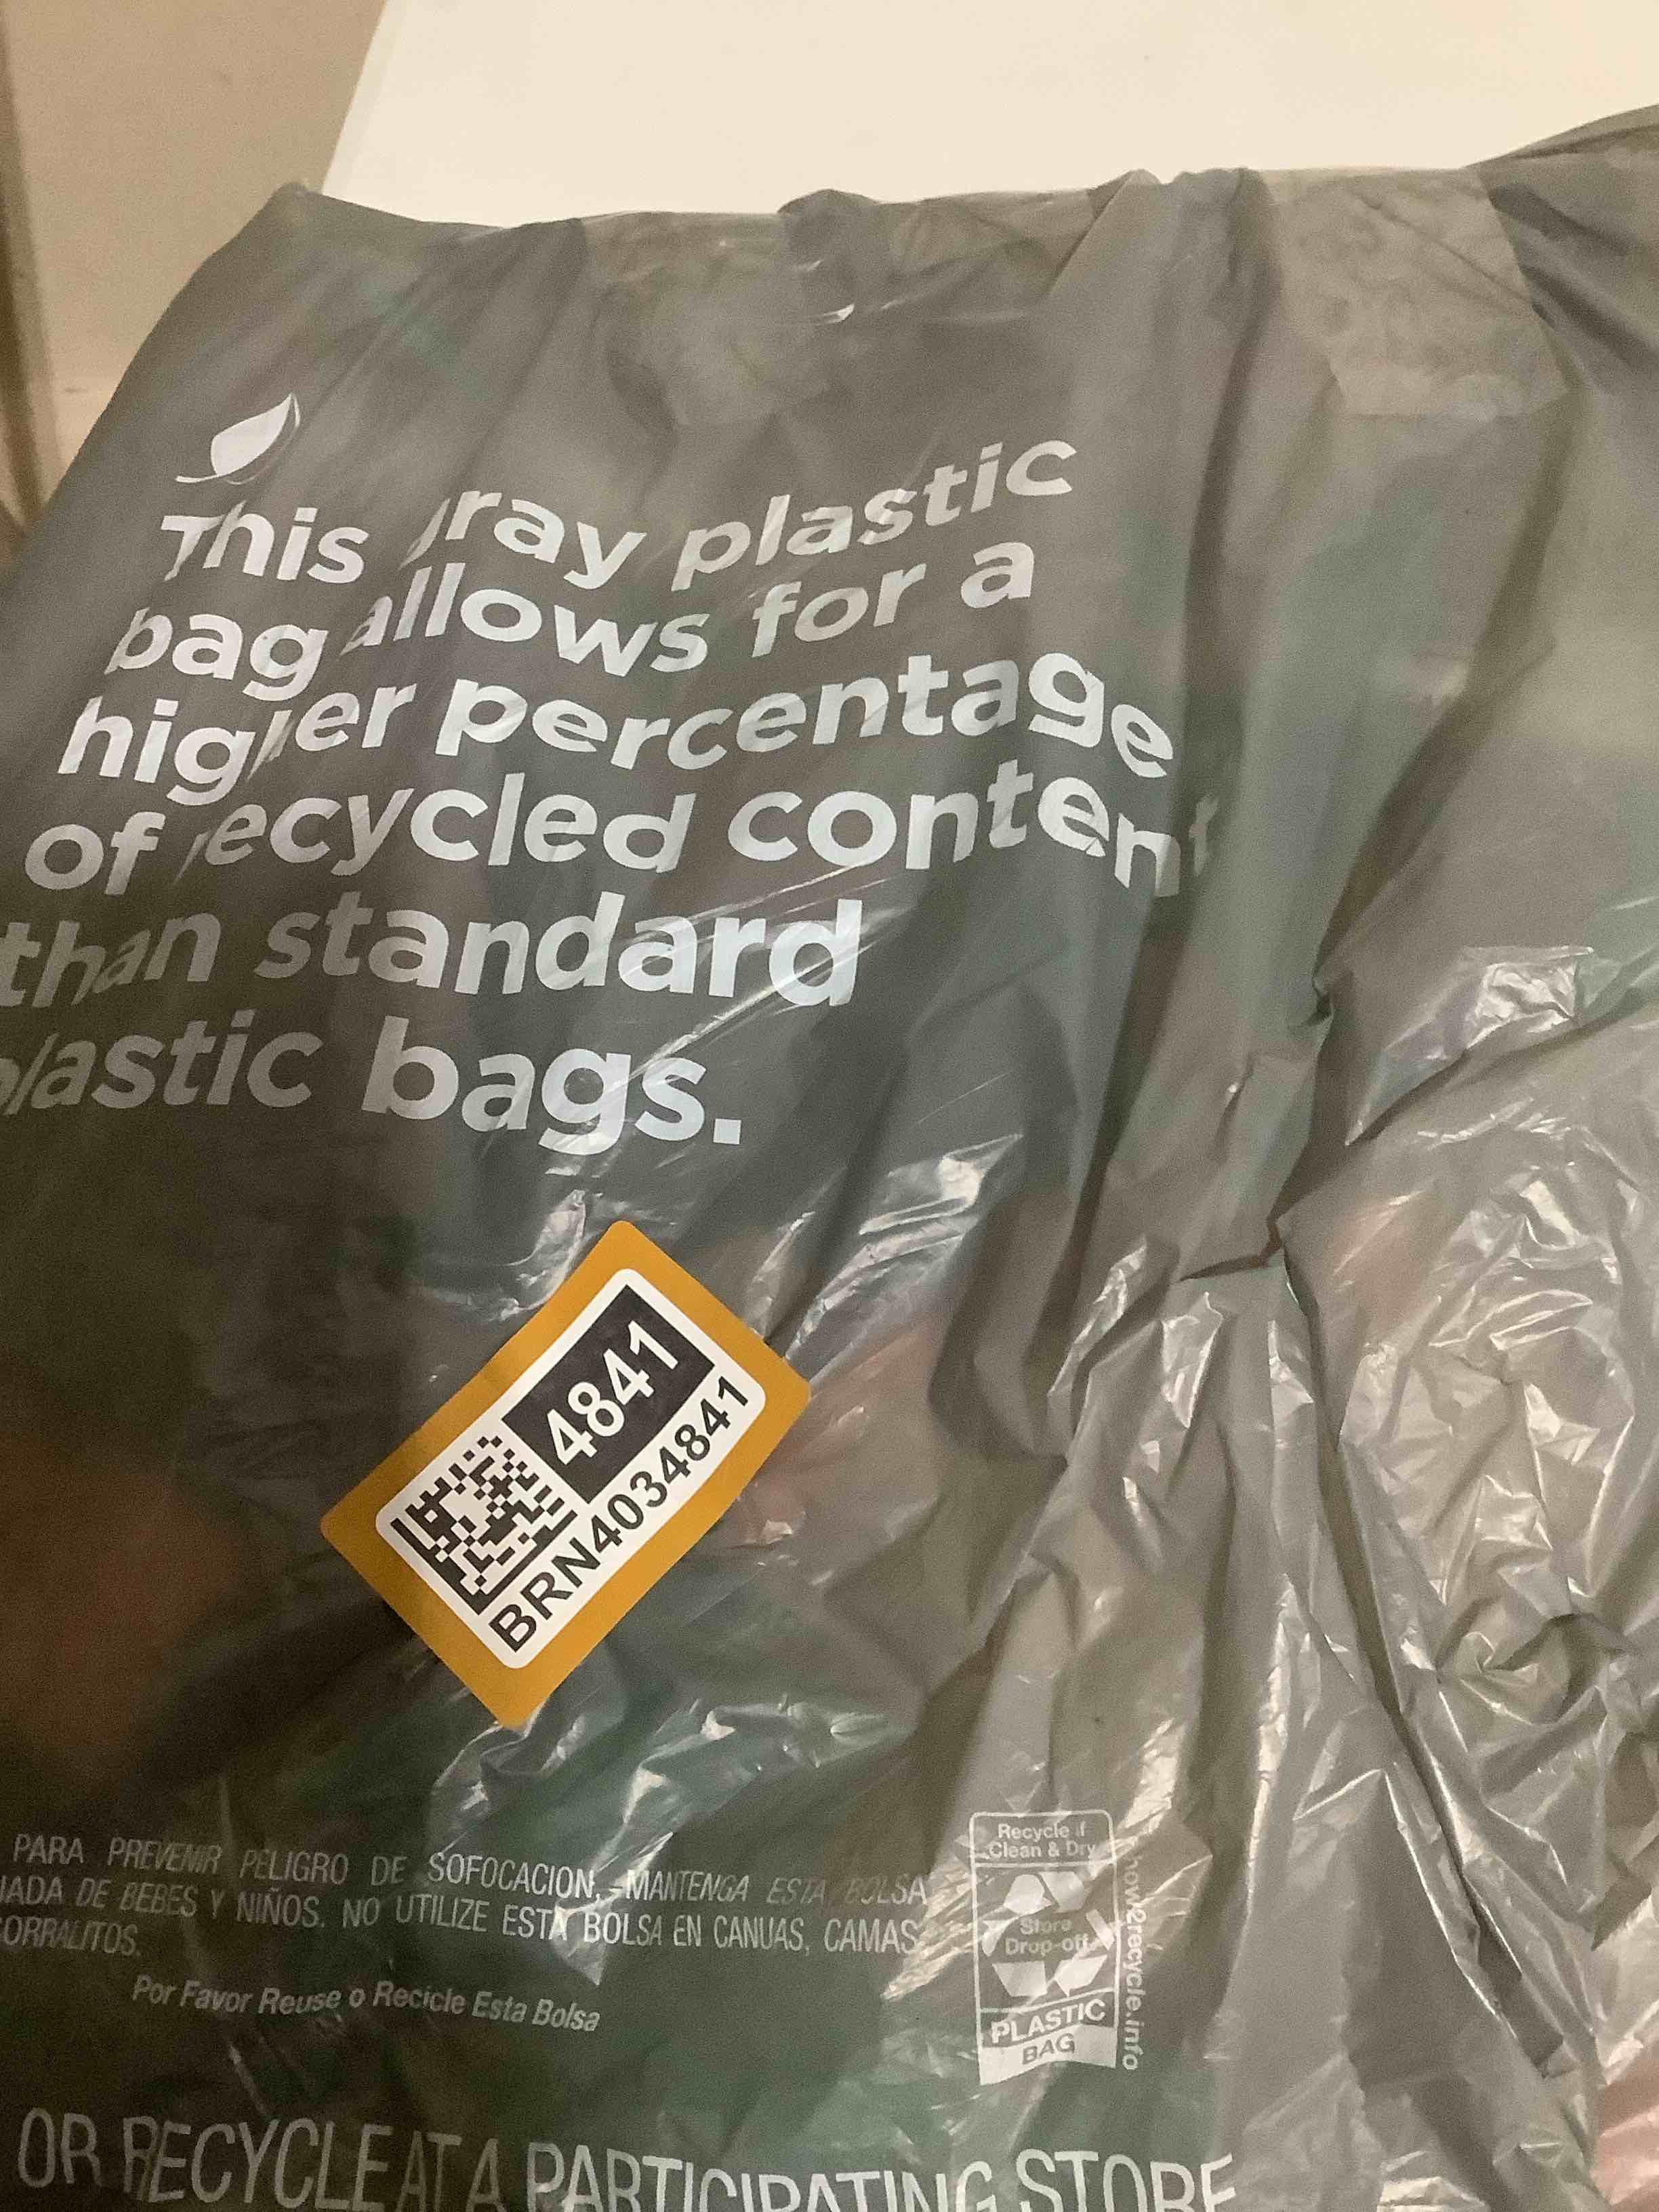 This gray plastic
bag allows for a
higher percentage
of recycled content
than standard
plastic bags.
4841
BRN4034841
PARA PREVENIR PELIGRO DE SOFOCACION, MANTENGA ESTA BOLSA
DE BEBES Y NIÑOS. NO UTILIZE ESTA BOLSA EN CANUAS, CAMAS,
Por Favor Reuse o Recicle Esta Bolsa
Recycle if
Clean & Dry
Store
Drop-off
PLASTIC
BAG
how2recycle.info
OR RECYCLE AT A PARTICIPATING STORE